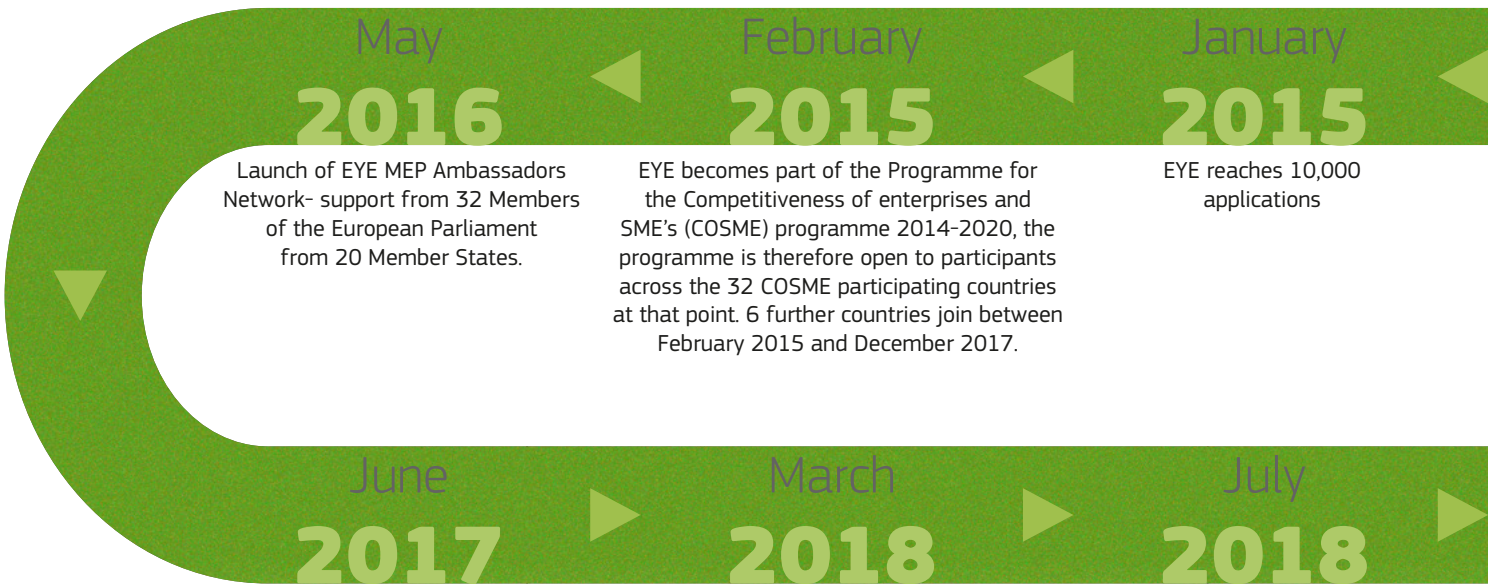 May
2016
Launch of EYE MEP Ambassadors
Network- support from 32 Members
of the European Parliament
from 20 Member States.
February
2015
EYE becomes part of the Programme for
the Competitiveness of enterprises and
SME's (COSME) programme 2014-2020, the
programme is therefore open to participants
across the 32 COSME participating countries
at that point. 6 further countries join between
February 2015 and December 2017.
January
2015
EYE reaches 10,000
applications
June
2017
March
2018
July
2018